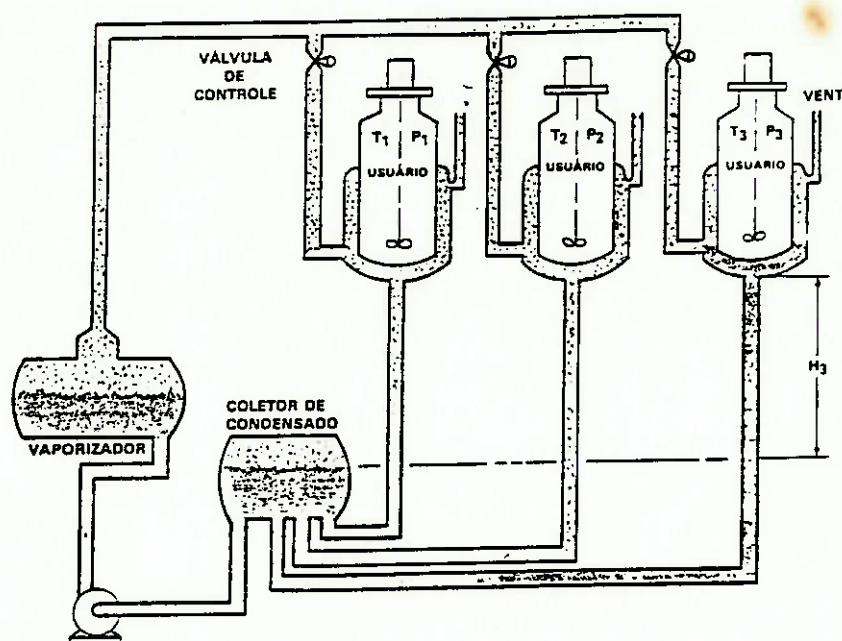 VÁLVULA
DE
CONTROLE
VENT
T1 P1
USUÁRIO
T2 P2
USUÁRIO
T3 P3
USUÁRIO
H3
COLETOR DE
CONDENSADO
VAPORIZADOR